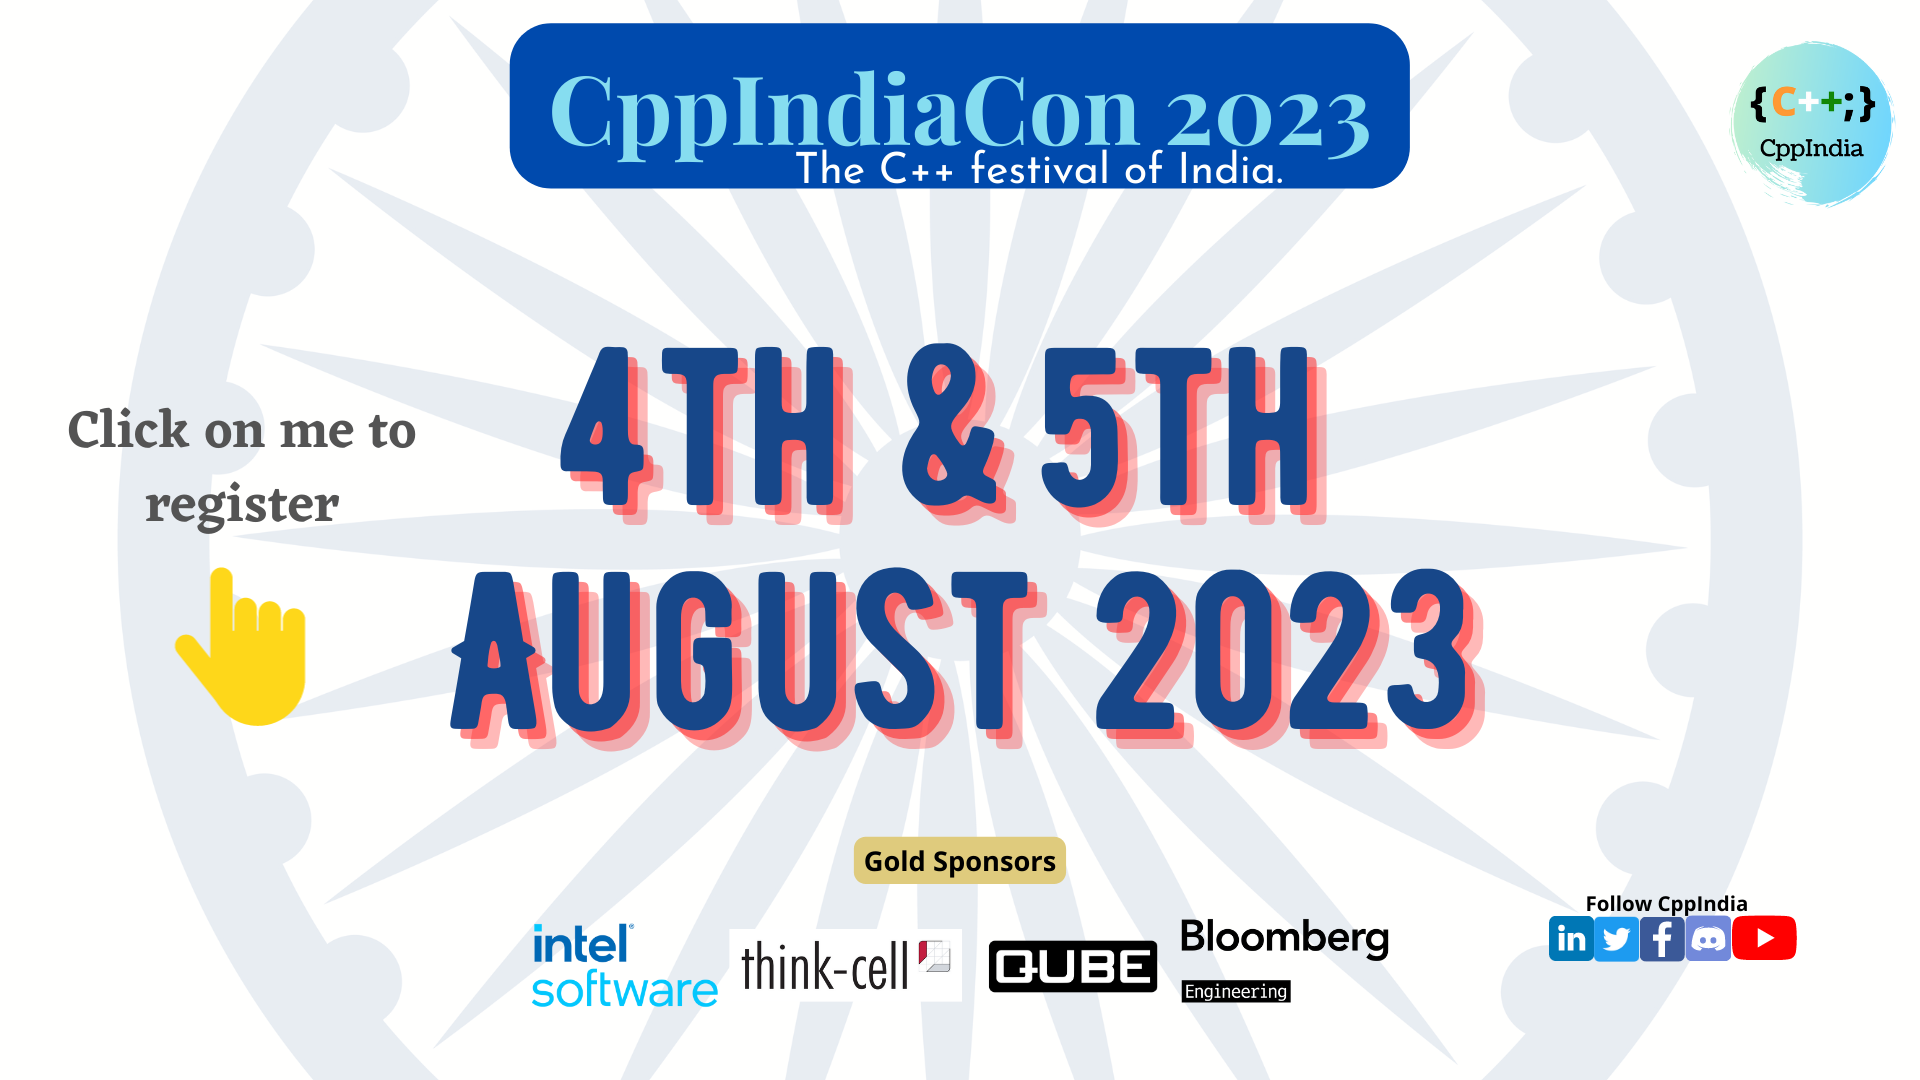 CppIndiaCon 2023
The C++ festival of India.
{C++;}
CppIndia
4TH & 5TH
AUGUST 2023
Click on me to
register
Gold Sponsors
intel®
software
think-cell
QUBE
Bloomberg
Engineering
Follow CppIndia
in
f